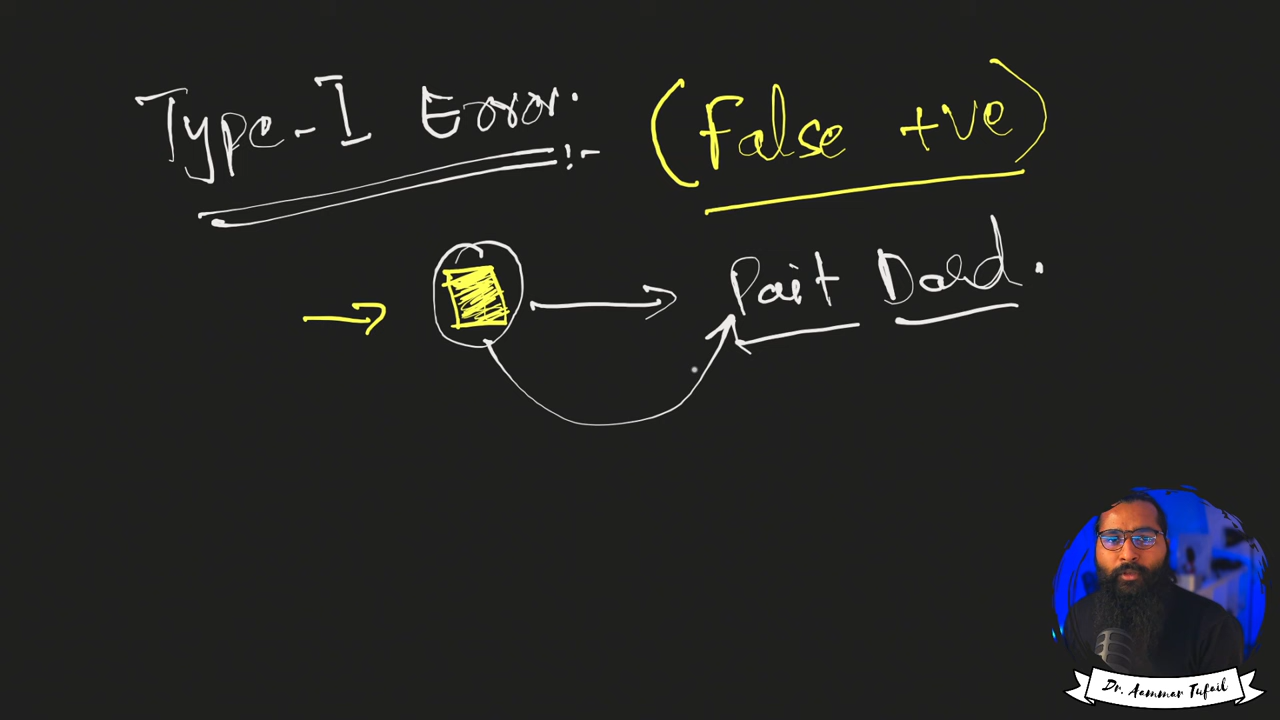 Type-I Error :- (False +ve)
Pait Dard.
Dr. Aammar Tufail